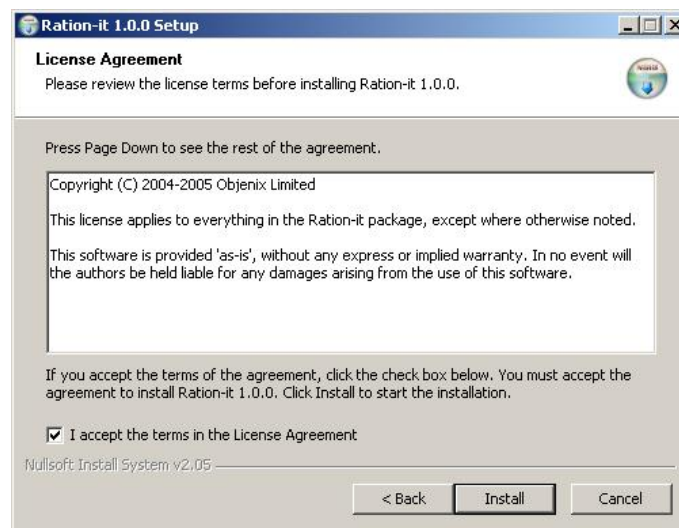 Ration-it 1.0.0 Setup
License Agreement
Please review the license terms before installing Ration-it 1.0.0.
Press Page Down to see the rest of the agreement.
Copyright (C) 2004-2005 Objenix Limited
This license applies to everything in the Ration-it package, except where otherwise noted.
This software is provided 'as-is', without any express or implied warranty. In no event will
the authors be held liable for any damages arising from the use of this software.
If you accept the terms of the agreement, click the check box below. You must accept the
agreement to install Ration-it 1.0.0. Click Install to start the installation.
I accept the terms in the License Agreement
Nullsoft Install System v2.05
< Back
Install
Cancel